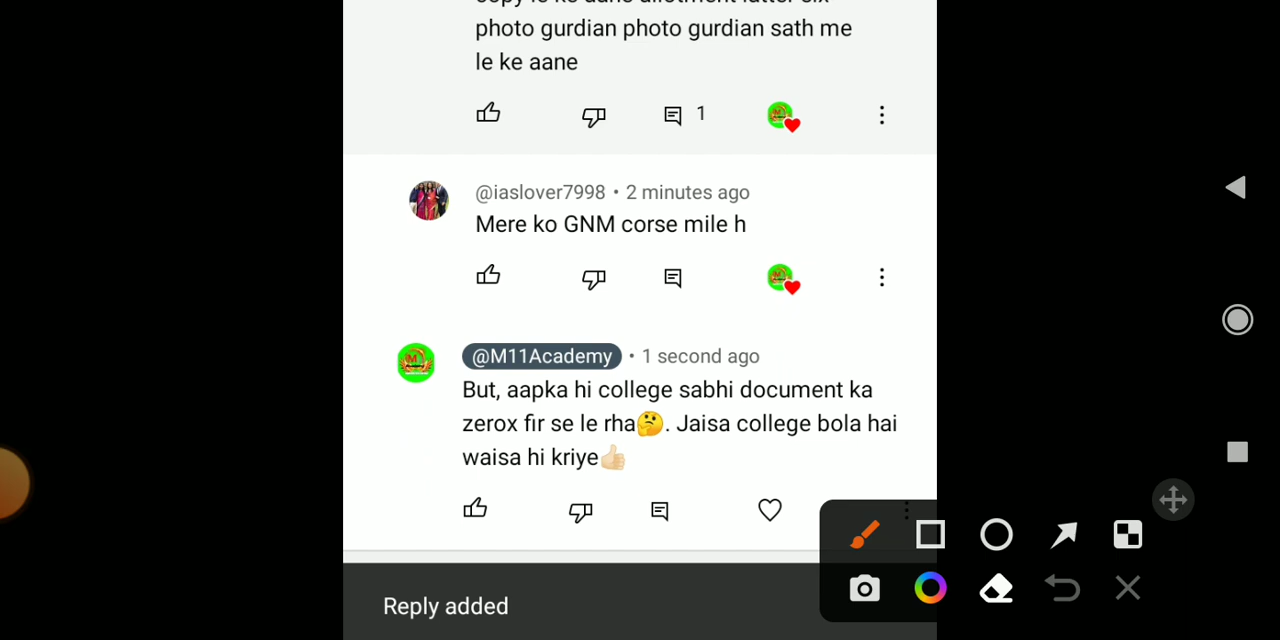 photo gurdian photo gurdian sath me
le ke aane
1
@iaslover7998 • 2 minutes ago
Mere ko GNM corse mile h
@M11Academy • 1 second ago
But, aapka hi college sabhi document ka
zerox fir se le rha🤔. Jaisa college bola hai
waisa hi kriye👍🏻
Reply added